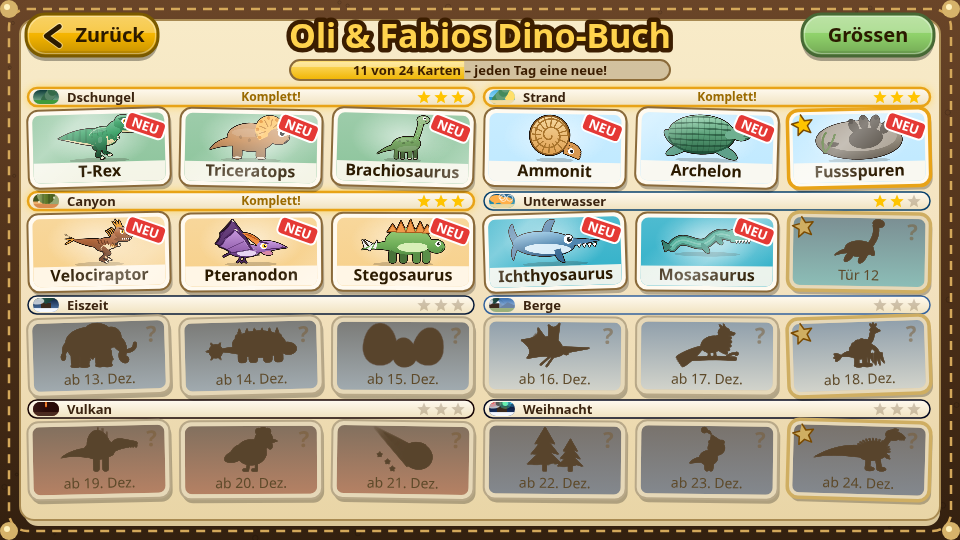 Zurück
Oli & Fabios Dino-Buch
Grössen
11 von 24 Karten – jeden Tag eine neue!
Dschungel Komplett!
Strand Komplett!
NEU NEU NEU NEU NEU NEU
T-Rex Triceratops Brachiosaurus Ammonit Archelon Fussspuren
Canyon Komplett!
Unterwasser
NEU NEU NEU NEU NEU ?
Velociraptor Pteranodon Stegosaurus Ichthyosaurus Mosasaurus Tür 12
Eiszeit
Berge
? ? ? ? ? ?
ab 13. Dez. ab 14. Dez. ab 15. Dez. ab 16. Dez. ab 17. Dez. ab 18. Dez.
Vulkan
Weihnacht
? ? ? ? ? ?
ab 19. Dez. ab 20. Dez. ab 21. Dez. ab 22. Dez. ab 23. Dez. ab 24. Dez.